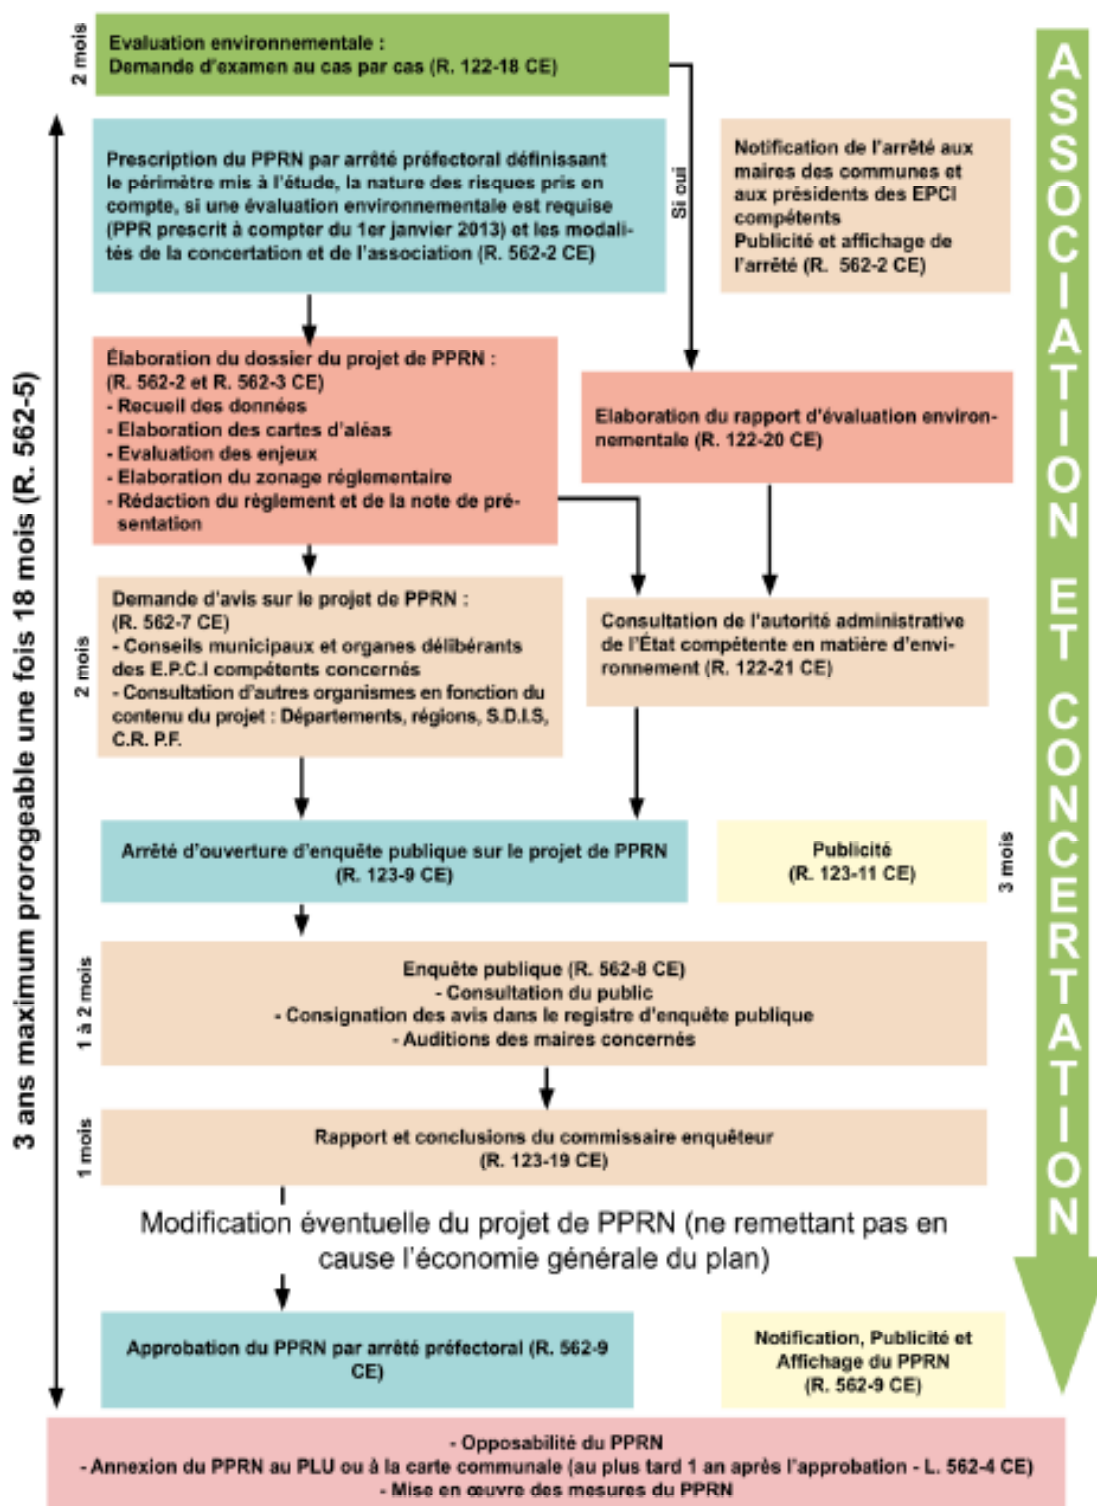 2 mois
Evaluation environnementale :
Demande d'examen au cas par cas (R. 122-18 CE)
3 ans maximum prorogeable une fois 18 mois (R. 562-5)
Prescription du PPRN par arrêté préfectoral définissant
le périmètre mis à l'étude, la nature des risques pris en
compte, si une évaluation environnementale est requise
(PPR prescrit à compter du 1er janvier 2013) et les modali-
tés de la concertation et de l'association (R. 562-2 CE)
Si oui
Notification de l'arrêté aux
maires des communes et
aux présidents des EPCI
compétents
Publicité et affichage de
l'arrêté (R. 562-2 CE)
ASSOCIATION ET CONCERTATION
Élaboration du dossier du projet de PPRN :
(R. 562-2 et R. 562-3 CE)
- Recueil des données
- Elaboration des cartes d'aléas
- Evaluation des enjeux
- Elaboration du zonage réglementaire
- Rédaction du règlement et de la note de pré-
sentation
Elaboration du rapport d'évaluation environ-
nementale (R. 122-20 CE)
2 mois
Demande d'avis sur le projet de PPRN :
(R. 562-7 CE)
- Conseils municipaux et organes délibérants
des E.P.C.I compétents concernés
- Consultation d'autres organismes en fonction du
contenu du projet : Départements, régions, S.D.I.S,
C.R. P.F.
Consultation de l'autorité administrative
de l'État compétente en matière d'envi-
ronnement (R. 122-21 CE)
Arrêté d'ouverture d'enquête publique sur le projet de PPRN
(R. 123-9 CE)
Publicité
(R. 123-11 CE)
3 mois
1 à 2 mois
Enquête publique (R. 562-8 CE)
- Consultation du public
- Consignation des avis dans le registre d'enquête publique
- Auditions des maires concernés
1 mois
Rapport et conclusions du commissaire enquêteur
(R. 123-19 CE)
Modification éventuelle du projet de PPRN (ne remettant pas en
cause l'économie générale du plan)
Approbation du PPRN par arrêté préfectoral (R. 562-9
CE)
Notification, Publicité et
Affichage du PPRN
(R. 562-9 CE)
- Opposabilité du PPRN
- Annexion du PPRN au PLU ou à la carte communale (au plus tard 1 an après l'approbation - L. 562-4 CE)
- Mise en œuvre des mesures du PPRN